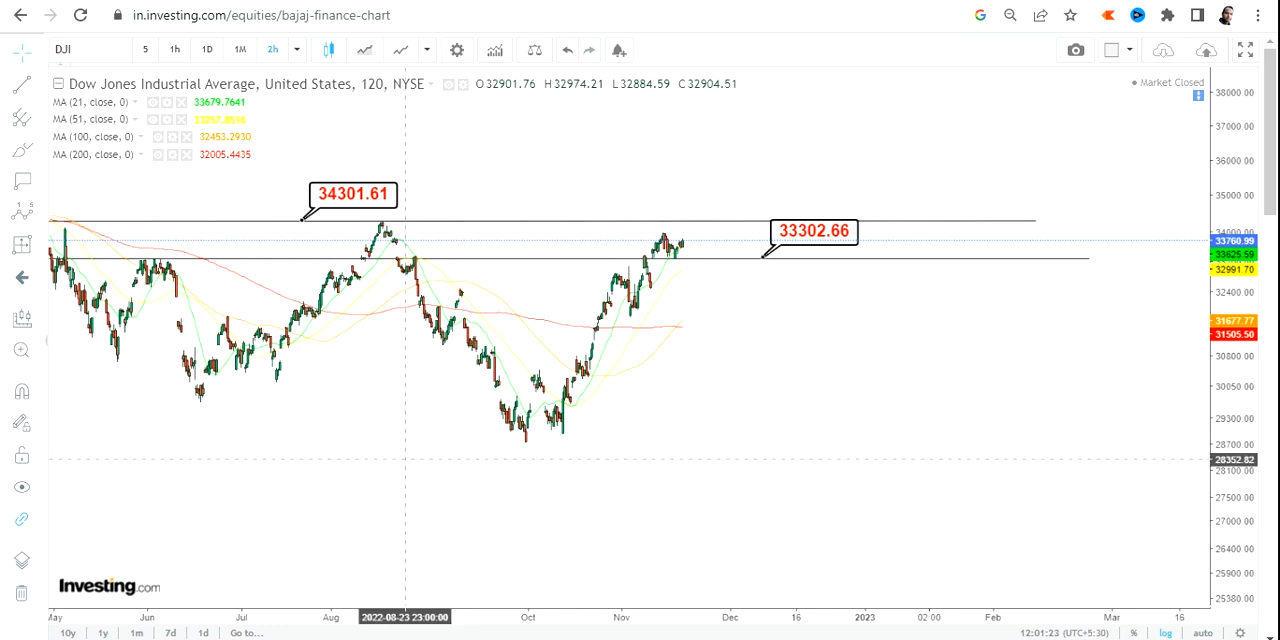 in.investing.com/equities/bajaj-finance-chart
DJI 5 1h 1D 1M 2h
Dow Jones Industrial Average, United States, 120, NYSE O32901.76 H32974.21 L32884.59 C32904.51
Market Closed
MA (21, close, 0) 33679.7641
MA (51, close, 0)
MA (100, close, 0) 32453.2930
MA (200, close, 0) 32005.4435
34301.61
33302.66
38000.00
37000.00
36000.00
35000.00
34000.00
33760.99
33625.59
32991.70
32400.00
31677.77
31505.50
30800.00
30050.00
29300.00
28700.00
28352.82
28100.00
27500.00
27000.00
26400.00
25900.00
25380.00
Investing.com
May Jun Jul Aug 2022-08-23 23:00:00 Oct Nov Dec 16 2023 02:00 Feb Mar 16
10y 1y 1m 7d 1d Go to... 12:01:23 (UTC+5:30) % log auto